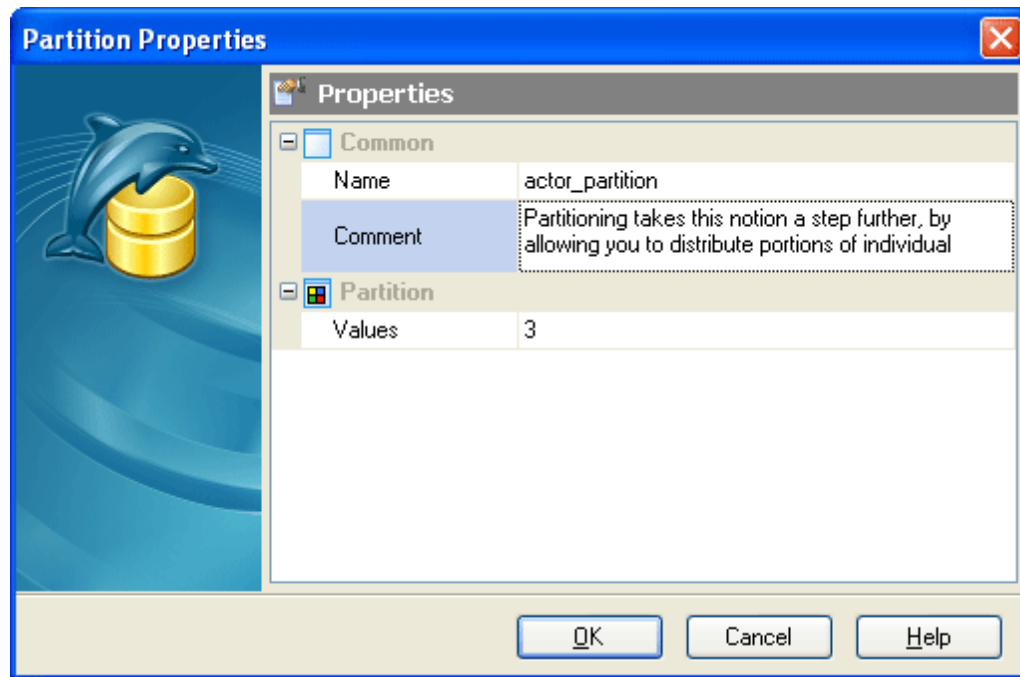 Partition Properties
Properties
Common
Name actor_partition
Comment Partitioning takes this notion a step further, by
allowing you to distribute portions of individual
Partition
Values 3
OK Cancel Help